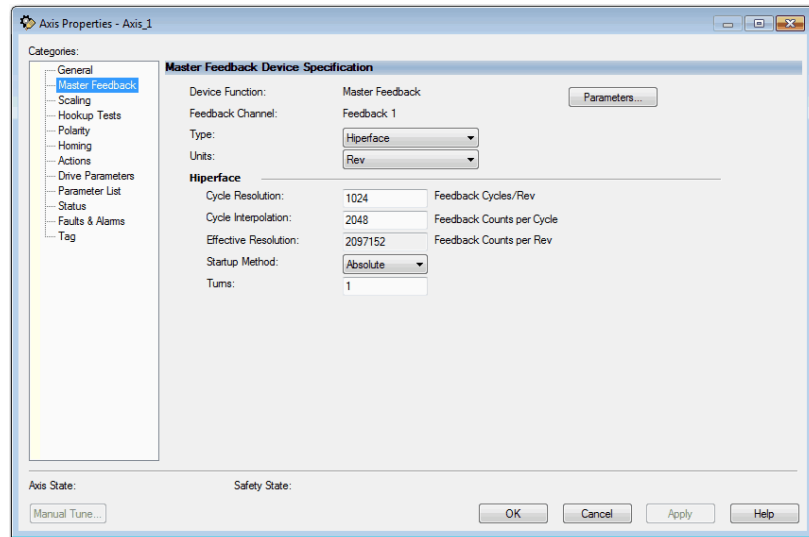 Axis Properties - Axis_1
Categories:
General
Master Feedback
Scaling
Hookup Tests
Polarity
Homing
Actions
Drive Parameters
Parameter List
Status
Faults & Alarms
Tag
Master Feedback Device Specification
Device Function: Master Feedback Parameters...
Feedback Channel: Feedback 1
Type: Hiperface
Units: Rev
Hiperface
Cycle Resolution: 1024 Feedback Cycles/Rev
Cycle Interpolation: 2048 Feedback Counts per Cycle
Effective Resolution: 2097152 Feedback Counts per Rev
Startup Method: Absolute
Turns: 1
Axis State: Safety State:
Manual Tune... OK Cancel Apply Help